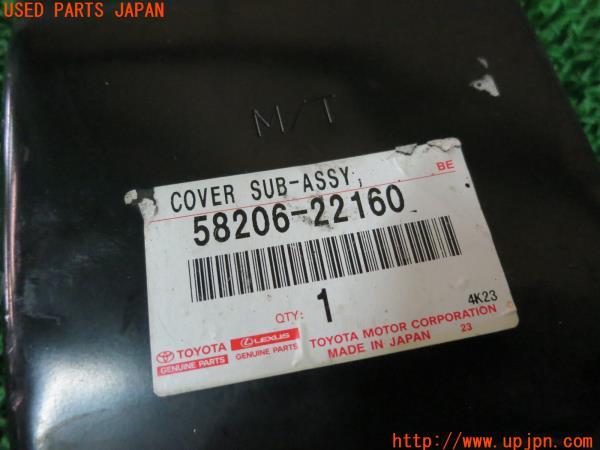 USED PARTS JAPAN
M/T
COVER SUB-ASSY,
BE
58206-22160
QTY: 1
4K23
TOYOTA
GENUINE PARTS
LEXUS
GENUINE PARTS
TOYOTA MOTOR CORPORATION
MADE IN JAPAN 23
http://www.upjpn.com/